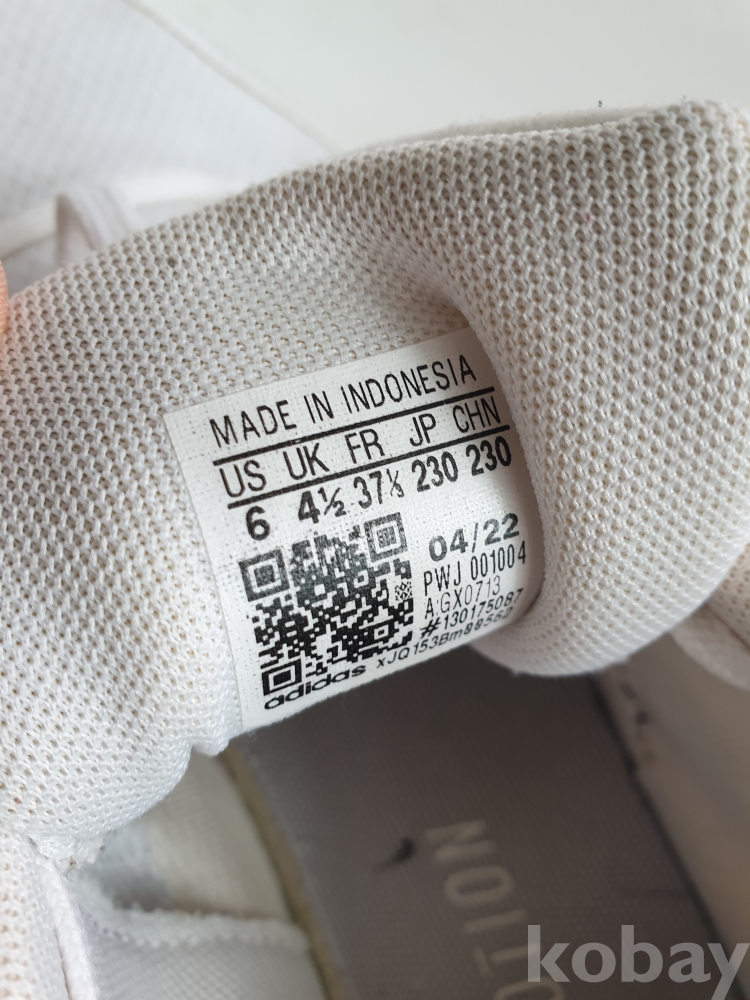 MADE IN INDONESIA
US UK FR JP CHN
6 4½ 37⅓ 230 230
04/22
PWJ 001004
A:GX0713
#130175087
adidas
kobay